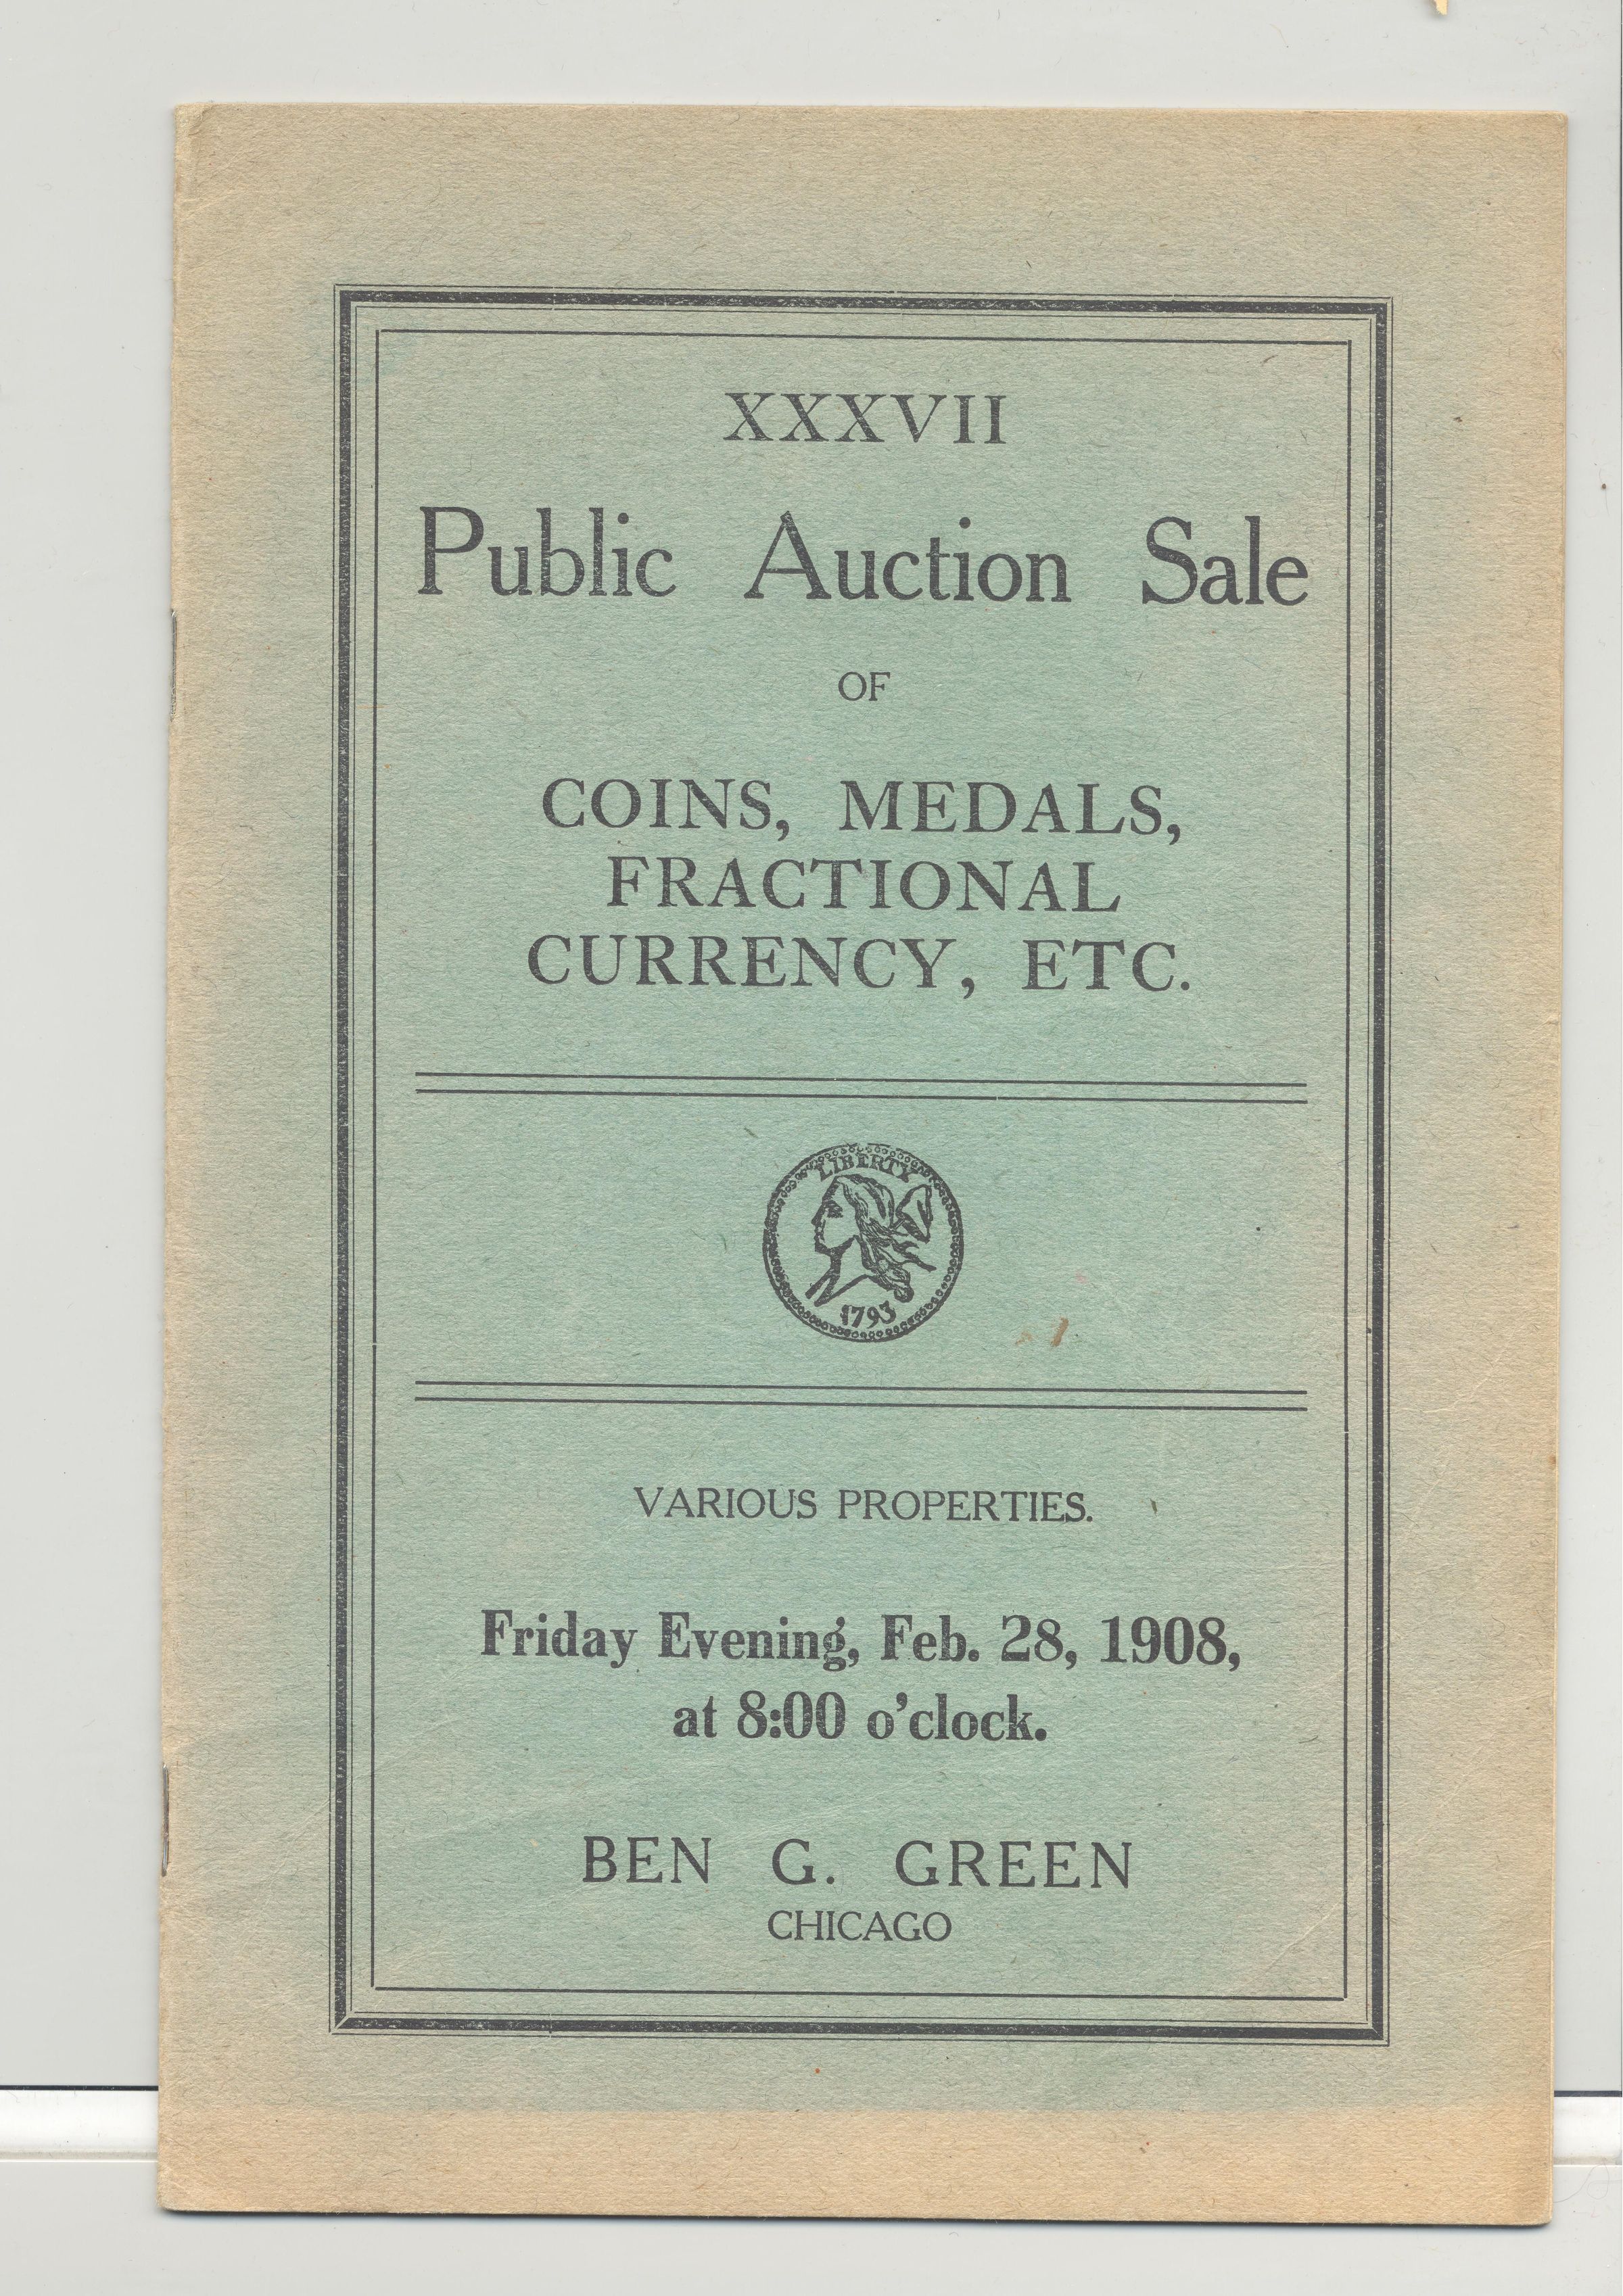 XXXVII
Public Auction Sale
OF
COINS, MEDALS,
FRACTIONAL
CURRENCY, ETC.
LIBERTY
1793
VARIOUS PROPERTIES.
Friday Evening, Feb. 28, 1908,
at 8:00 o'clock.
BEN G. GREEN
CHICAGO